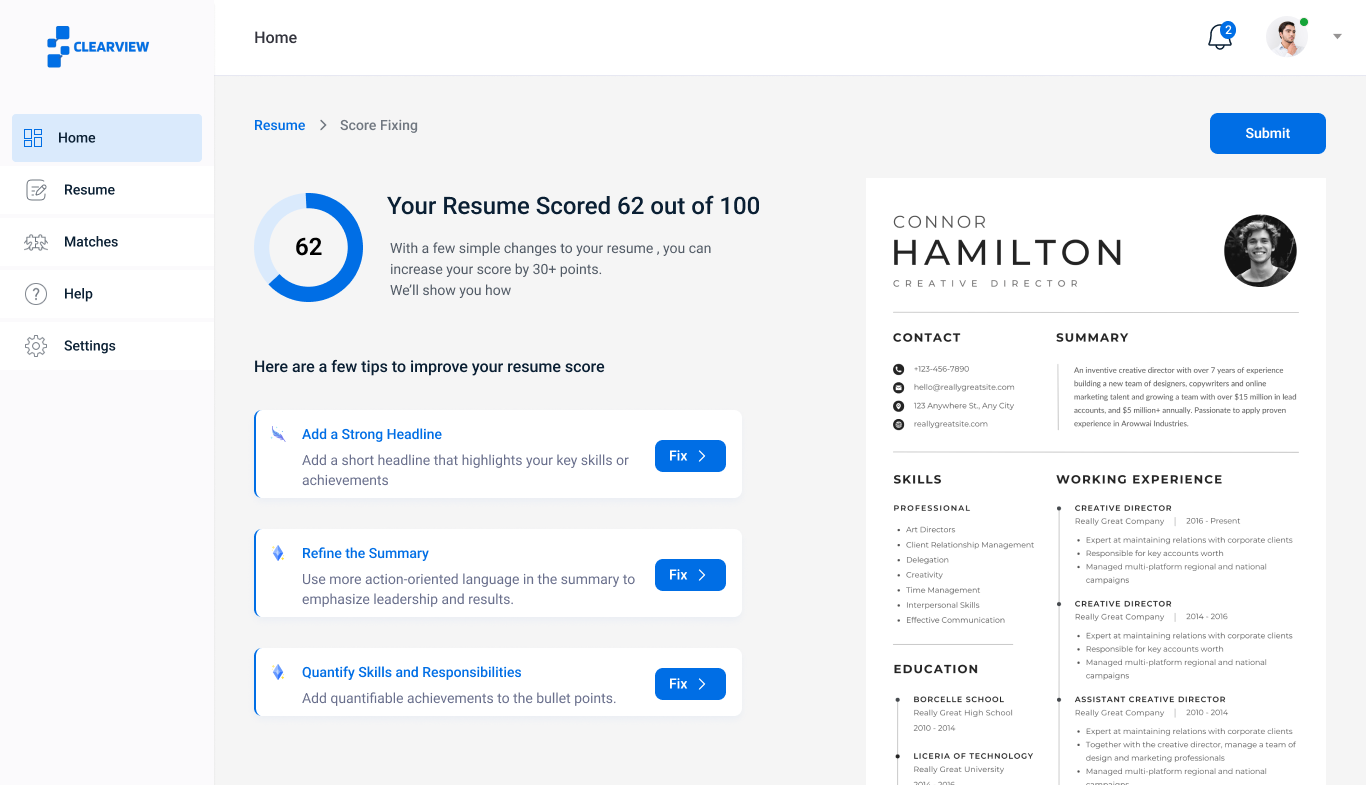 CLEARVIEW
Home
2
Home
Resume
Matches
Help
Settings
Resume
Score Fixing
Submit
62
Your Resume Scored 62 out of 100
With a few simple changes to your resume , you can
increase your score by 30+ points.
We'll show you how
Here are a few tips to improve your resume score
Add a Strong Headline
Add a short headline that highlights your key skills or
achievements
Fix
Refine the Summary
Use more action-oriented language in the summary to
emphasize leadership and results.
Fix
Quantify Skills and Responsibilities
Add quantifiable achievements to the bullet points.
Fix
CONNOR
HAMILTON
CREATIVE DIRECTOR
CONTACT
+123-456-7890
hello@reallygreatsite.com
123 Anywhere St., Any City
reallygreatsite.com
SUMMARY
An inventive creative director with over 7 years of experience
building a new team of designers, copywriters and online
marketing talent and growing a team with over $15 million in lead
accounts, and $5 million+ annually. Passionate to apply proven
experience in Arowwai Industries.
SKILLS
PROFESSIONAL
• Art Directors
• Client Relationship Management
• Delegation
• Creativity
• Time Management
• Interpersonal Skills
• Effective Communication
EDUCATION
BORCELLE SCHOOL
Really Great High School
2010 - 2014
LICERIA OF TECHNOLOGY
Really Great University
2014 - 2016
WORKING EXPERIENCE
CREATIVE DIRECTOR
Really Great Company | 2016 - Present
• Expert at maintaining relations with corporate clients
• Responsible for key accounts worth
• Managed multi-platform regional and national
campaigns
CREATIVE DIRECTOR
Really Great Company | 2014 - 2016
• Expert at maintaining relations with corporate clients
• Responsible for key accounts worth
• Managed multi-platform regional and national
campaigns
ASSISTANT CREATIVE DIRECTOR
Really Great Company | 2010 - 2014
• Expert at maintaining relations with corporate clients
• Together with the creative director, manage a team of
design and marketing professionals
• Managed multi-platform regional and national
campaigns